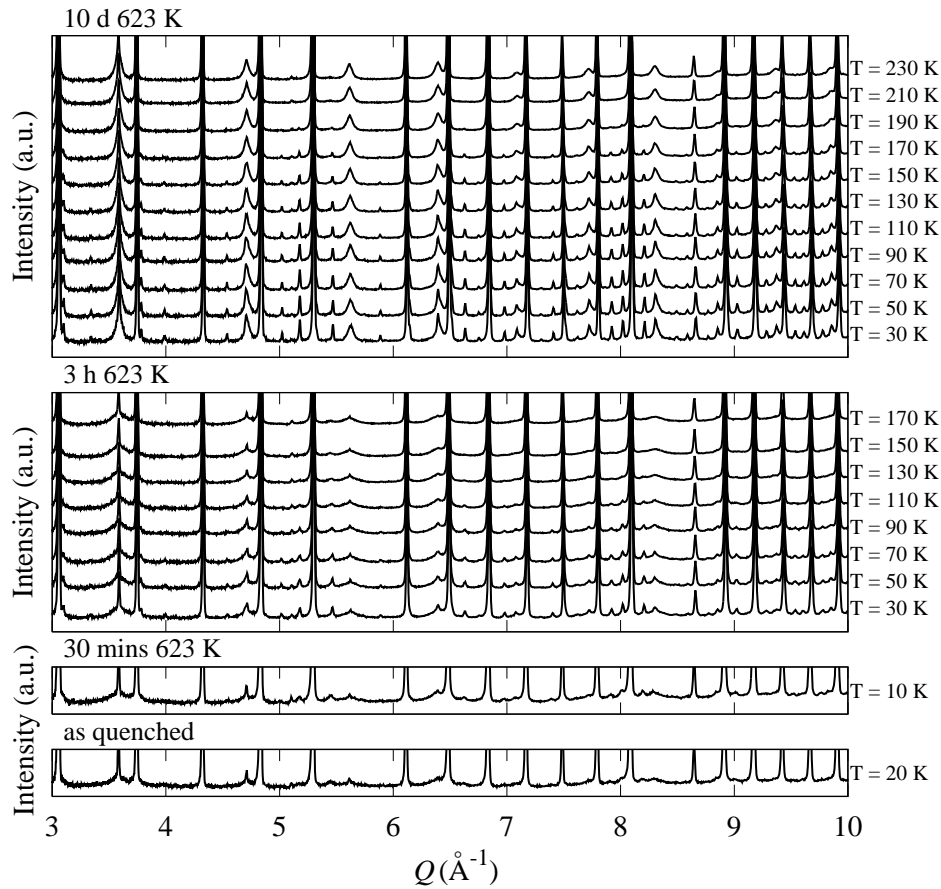 10 d 623 K
Intensity (a.u.)
T = 230 K
T = 210 K
T = 190 K
T = 170 K
T = 150 K
T = 130 K
T = 110 K
T = 90 K
T = 70 K
T = 50 K
T = 30 K
3 h 623 K
Intensity (a.u.)
T = 170 K
T = 150 K
T = 130 K
T = 110 K
T = 90 K
T = 70 K
T = 50 K
T = 30 K
30 mins 623 K
Intensity (a.u.)
T = 10 K
as quenched
T = 20 K
3 4 5 6 7 8 9 10
Q (Å⁻¹)